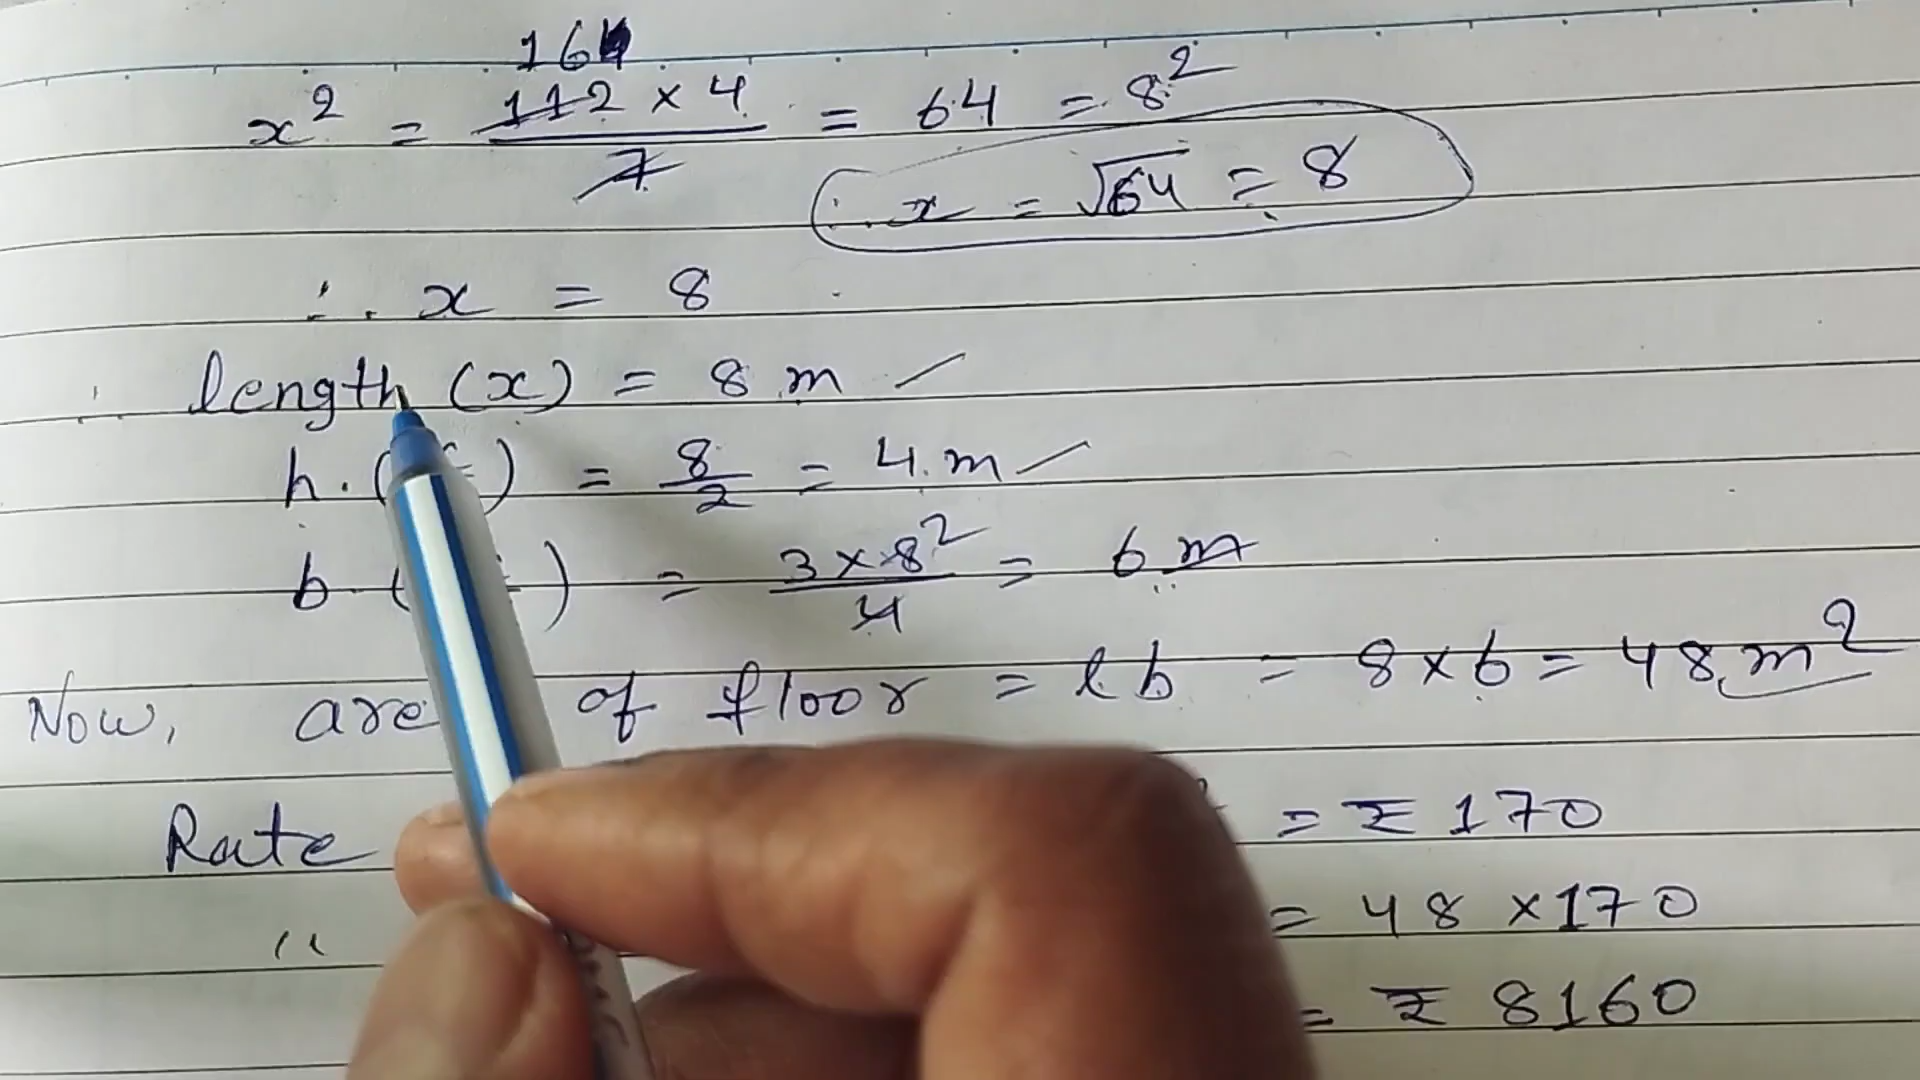 164
x² = 112 × 4 / 7 = 64 = 8²
∴ x = √64 = 8
∴ x = 8
∴ length (x) = 8 m
h. ( ) = 8/2 = 4 m
b ( ) = 3 × 8² / 4 = 6 m
Now, are of floor = lb = 8 × 6 = 48 m²
Rate = ₹ 170
" = 48 × 170
= ₹ 8160